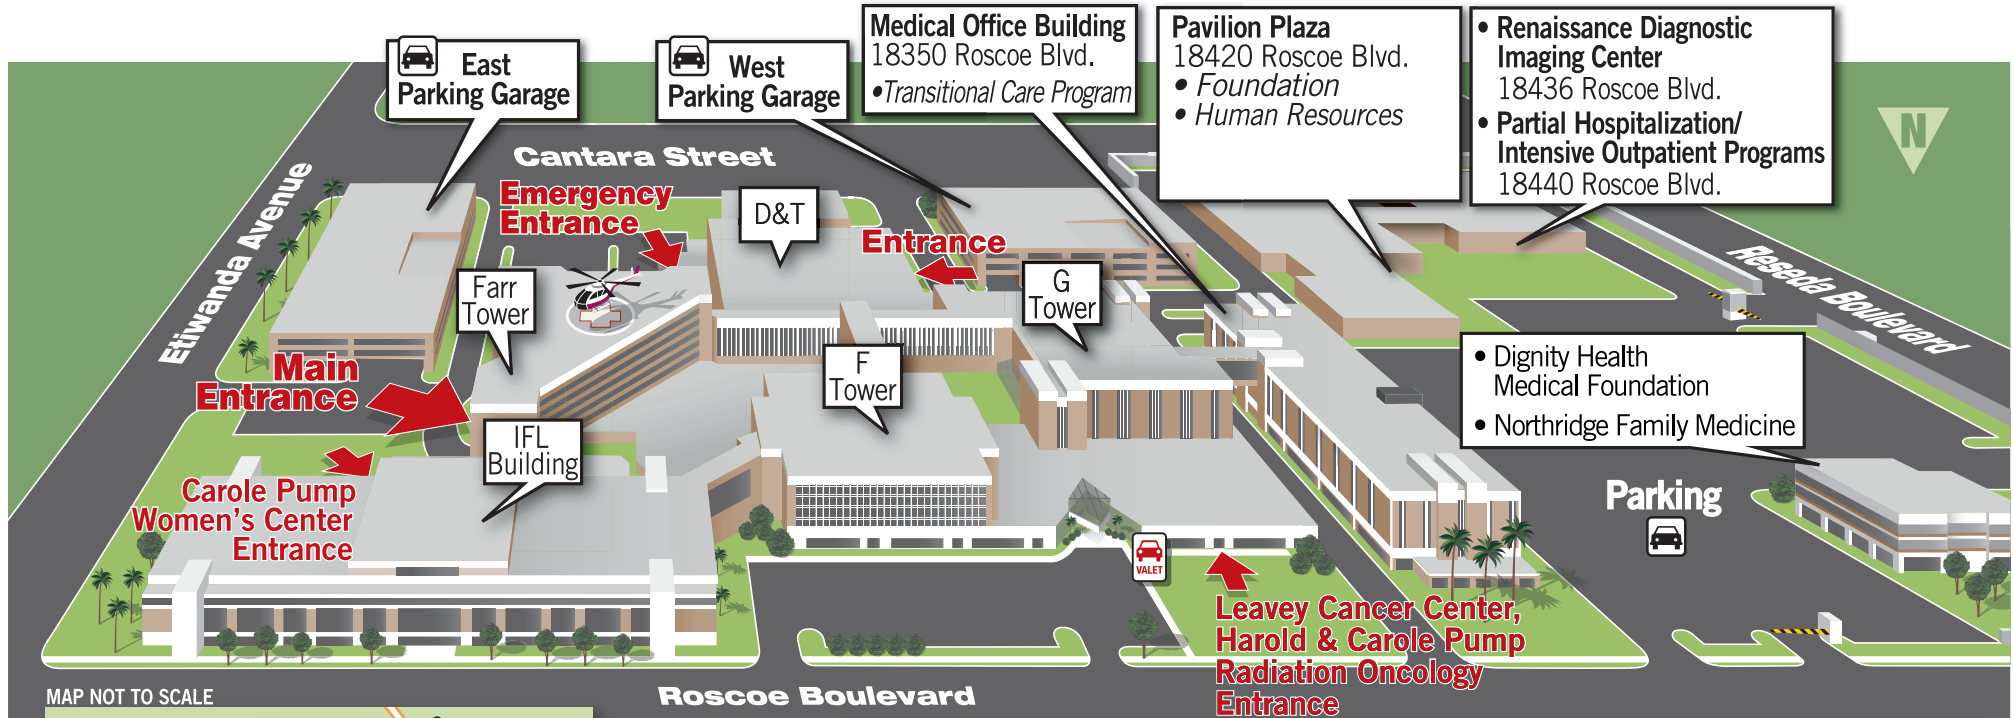 East
Parking Garage
West
Parking Garage
Medical Office Building
18350 Roscoe Blvd.
•Transitional Care Program
Pavilion Plaza
18420 Roscoe Blvd.
• Foundation
• Human Resources
• Renaissance Diagnostic
Imaging Center
18436 Roscoe Blvd.
• Partial Hospitalization/
Intensive Outpatient Programs
18440 Roscoe Blvd.
N
Cantara Street
Etiwanda Avenue
Emergency
Entrance
D&T
Entrance
Reseda Boulevard
Farr
Tower
G
Tower
Main
Entrance
F
Tower
• Dignity Health
Medical Foundation
• Northridge Family Medicine
IFL
Building
Carole Pump
Women's Center
Entrance
Parking
VALET
Leavey Cancer Center,
Harold & Carole Pump
Radiation Oncology
Entrance
MAP NOT TO SCALE
Roscoe Boulevard